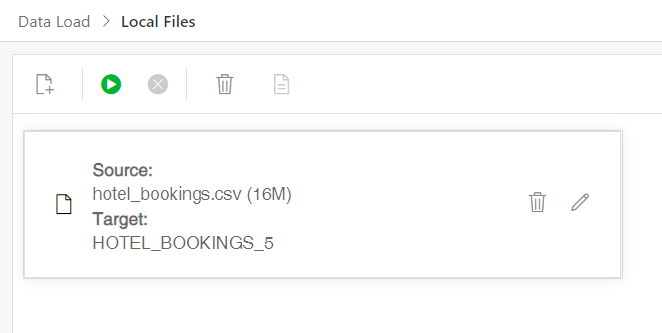 Data Load > Local Files
Source:
hotel_bookings.csv (16M)
Target:
HOTEL_BOOKINGS_5